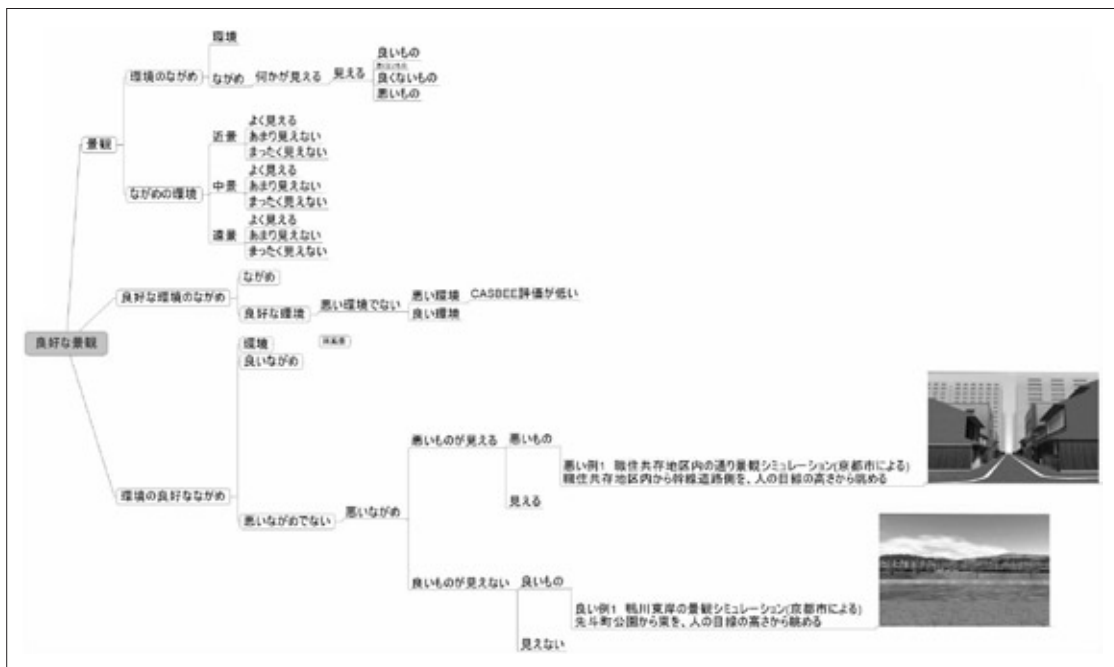 環境
環境のながめ
ながめ
何かが見える
見える
良いもの
良くないもの
悪いもの
景観
近景
よく見える
あまり見えない
まったく見えない
ながめの環境
中景
よく見える
あまり見えない
まったく見えない
遠景
よく見える
あまり見えない
まったく見えない
良好な環境のながめ
ながめ
良好な環境
悪い環境でない
悪い環境
CASBEE評価が低い
良い環境
良好な景観
環境
良いながめ
環境の良好なながめ
悪いながめでない
悪いながめ
悪いものが見える
悪いもの
悪い例1 職住共存地区内の通り景観シミュレーション(京都市による)
職住共存地区内から幹線道路側を、人の目線の高さから眺める
見える
良いものが見えない
良いもの
良い例1 鴨川東岸の景観シミュレーション(京都市による)
先斗町公園から東を、人の目線の高さから眺める
見えない